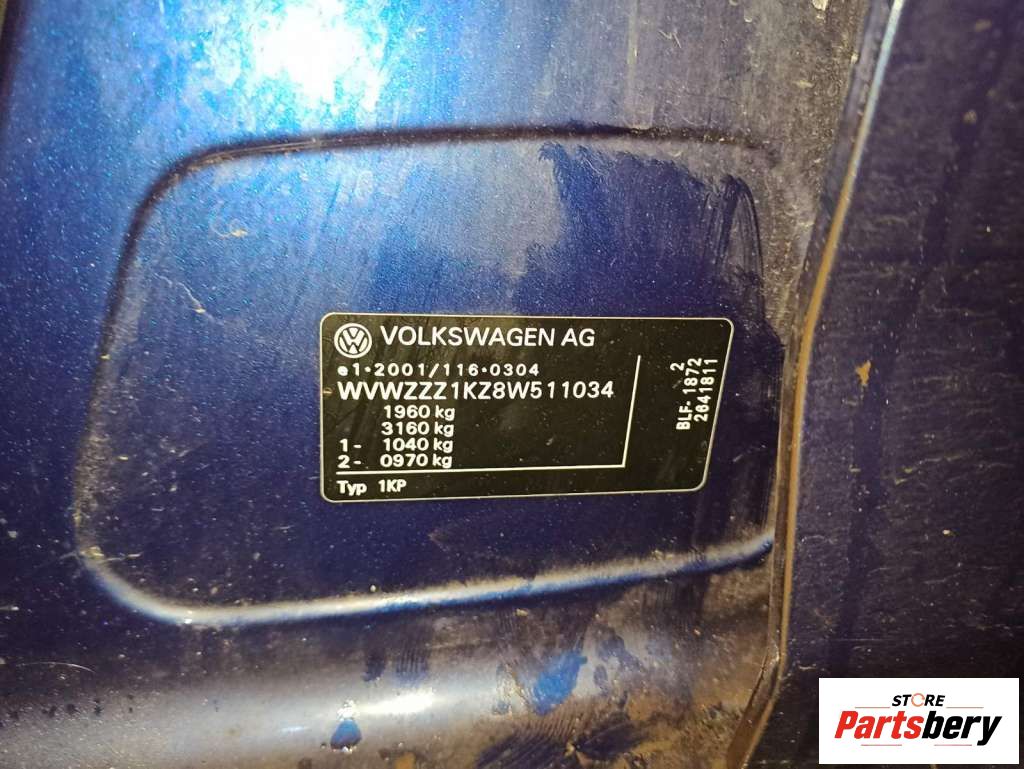 VOLKSWAGEN AG
e1*2001/116*0304
WVWZZZ1KZ8W511034
1960 kg
3160 kg
1- 1040 kg
2- 0970 kg
Typ 1KP
2
BLF- 1872
2641811
STORE
Partsbery